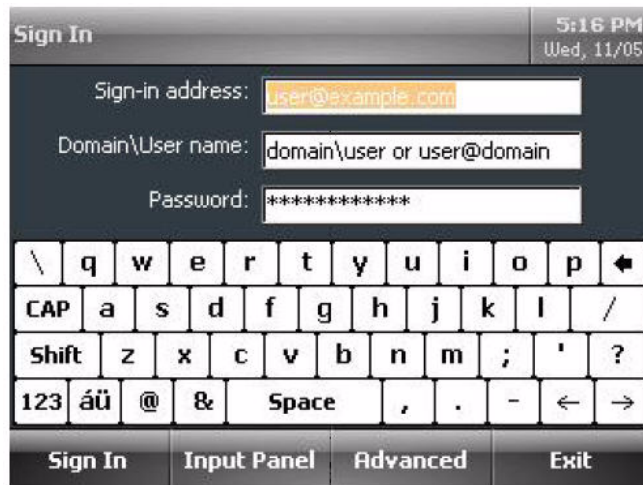 Sign In
5:16 PM
Wed, 11/05
Sign-in address: user@example.com
Domain\User name: domain\user or user@domain
Password: ************
\ q w e r t y u i o p ←
CAP a s d f g h j k l /
Shift z x c v b n m ; ' ?
123 áü @ & Space , . - ← →
Sign In Input Panel Advanced Exit